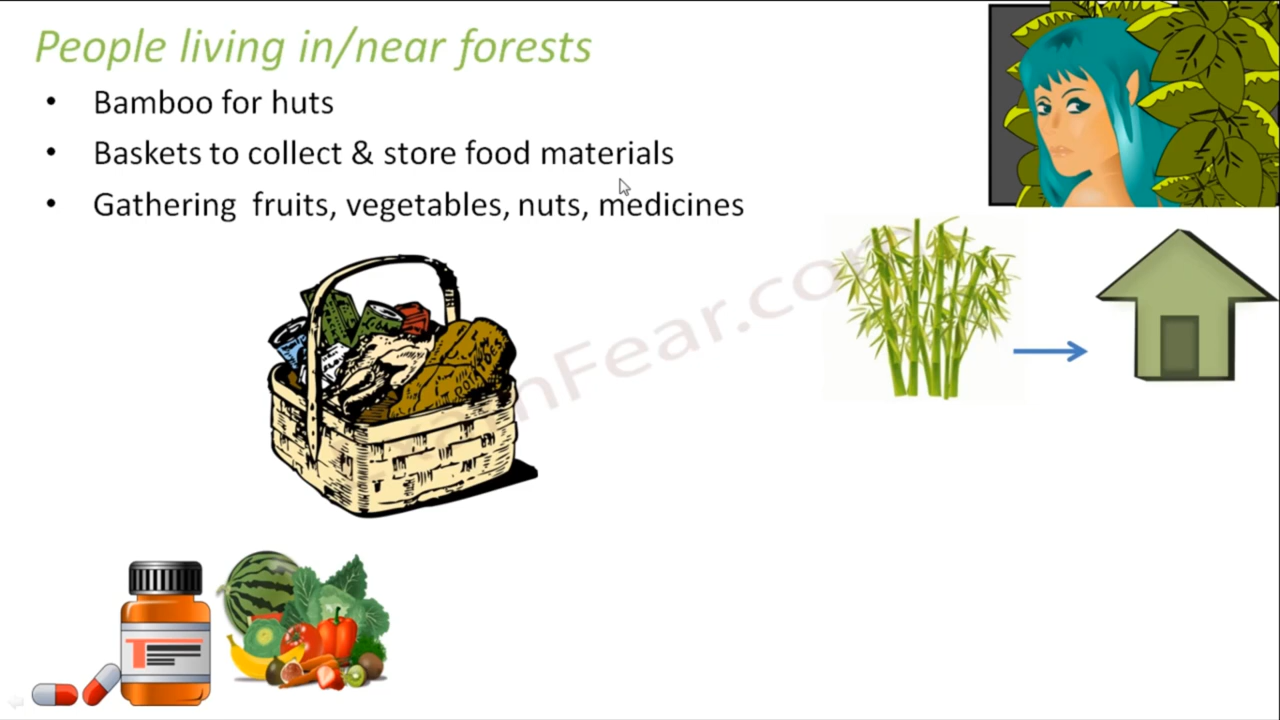 People living in/near forests
• Bamboo for huts
• Baskets to collect & store food materials
• Gathering fruits, vegetables, nuts, medicines
POTATOES